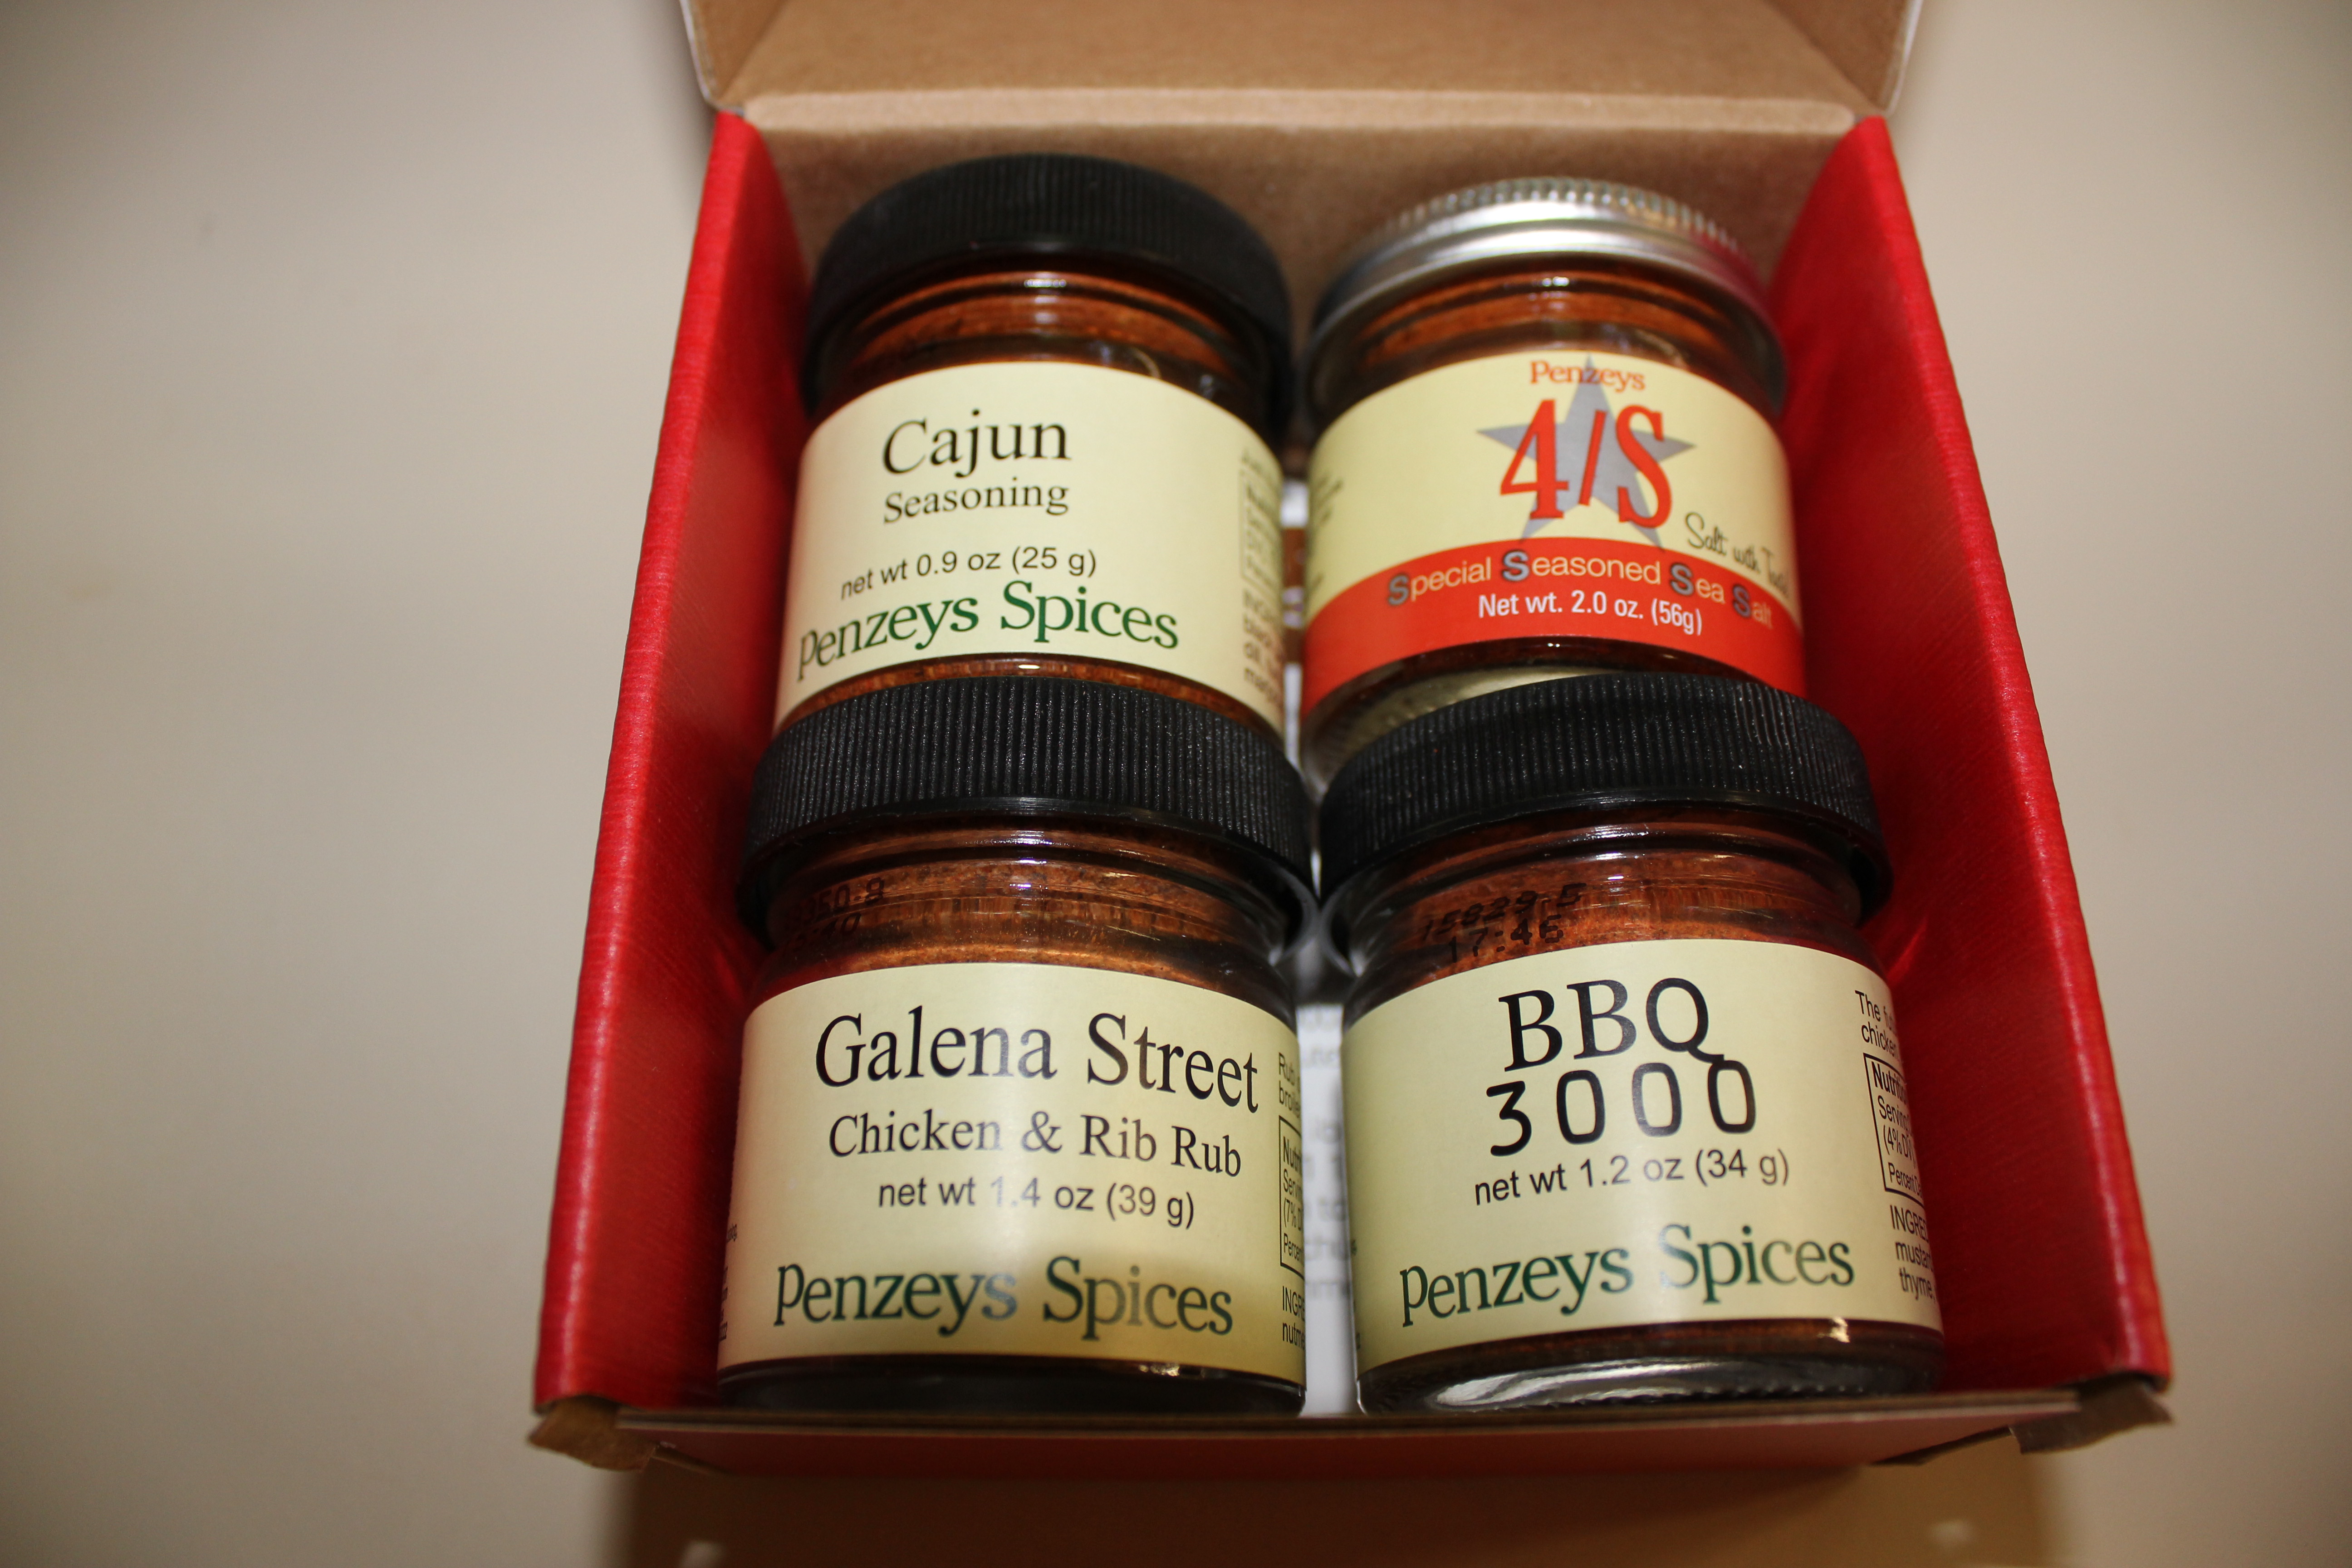 Cajun
Seasoning
net wt 0.9 oz (25 g)
Penzeys Spices
Penzeys
4/S
Salt with
Special Seasoned Sea Salt
Net wt. 2.0 oz. (56g)
Galena Street
Chicken & Rib Rub
net wt 1.4 oz (39 g)
Penzeys Spices
17:46
BBQ
3000
net wt 1.2 oz (34 g)
Penzeys Spices
The